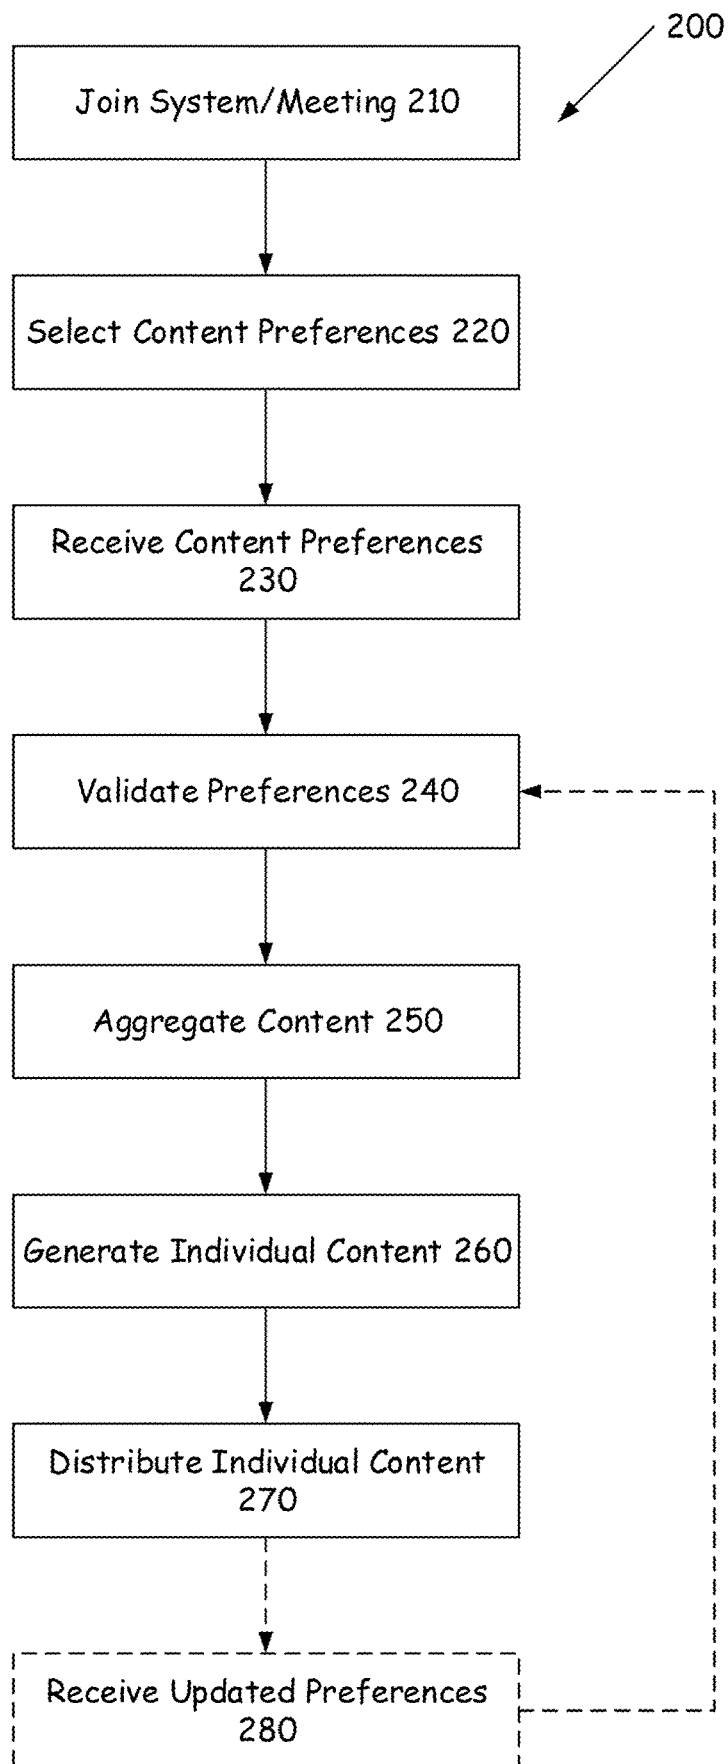 200
Join System/Meeting 210
Select Content Preferences 220
Receive Content Preferences
230
Validate Preferences 240
Aggregate Content 250
Generate Individual Content 260
Distribute Individual Content
270
Receive Updated Preferences
280